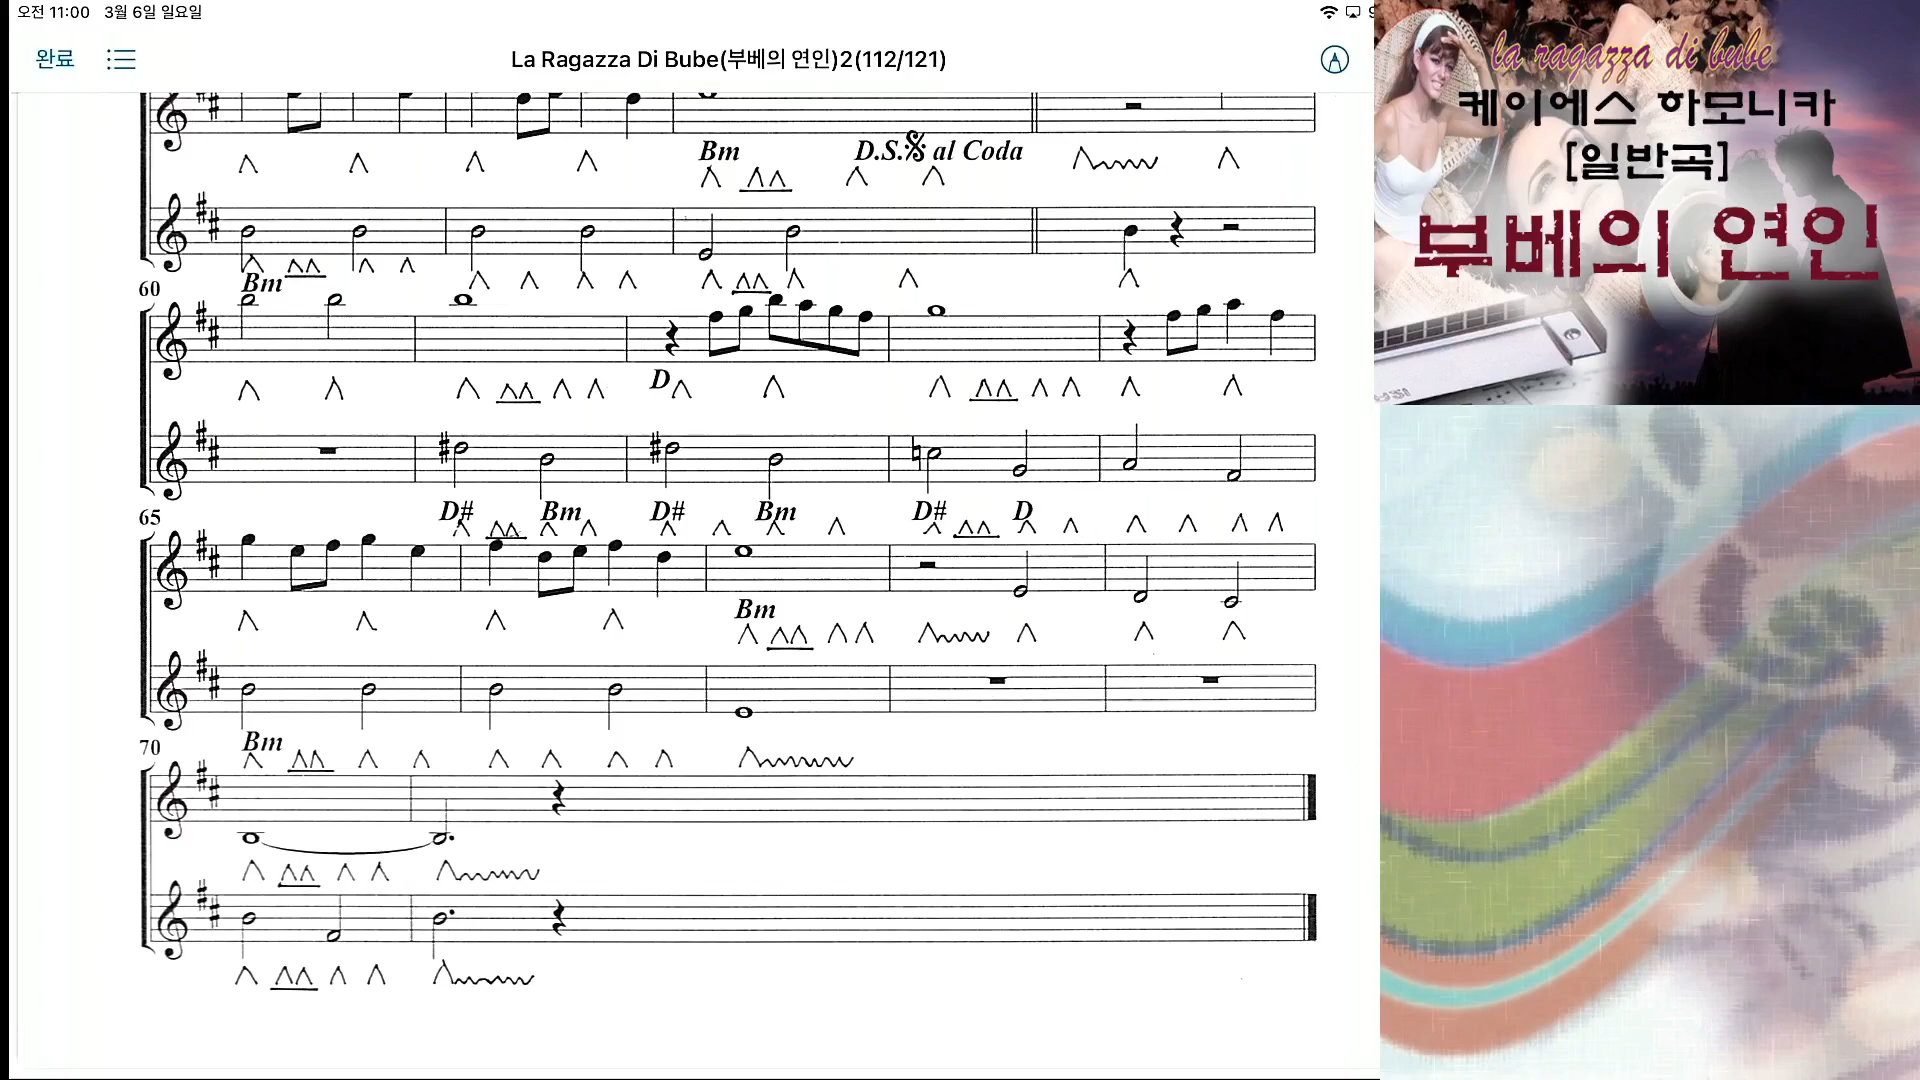 오전 11:00 3월 6일 일요일
완료
La Ragazza Di Bube(부베의 연인)2(112/121)
la ragazza di bube
케이에스 하모니카
[일반곡]
부베의 연인
Bm D.S. al Coda
60 Bm
D
D# Bm D# Bm D# D
65
Bm
70 Bm